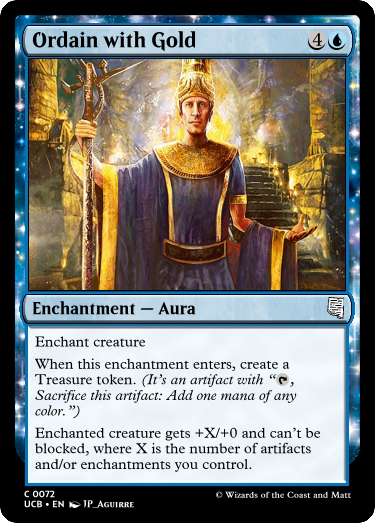 Ordain with Gold 4
Enchantment — Aura
Enchant creature
When this enchantment enters, create a
Treasure token. (It's an artifact with “,
Sacrifice this artifact: Add one mana of any
color.”)
Enchanted creature gets +X/+0 and can't be
blocked, where X is the number of artifacts
and/or enchantments you control.
C 0072
UCB • EN JP_Aguirre
© Wizards of the Coast and Matt